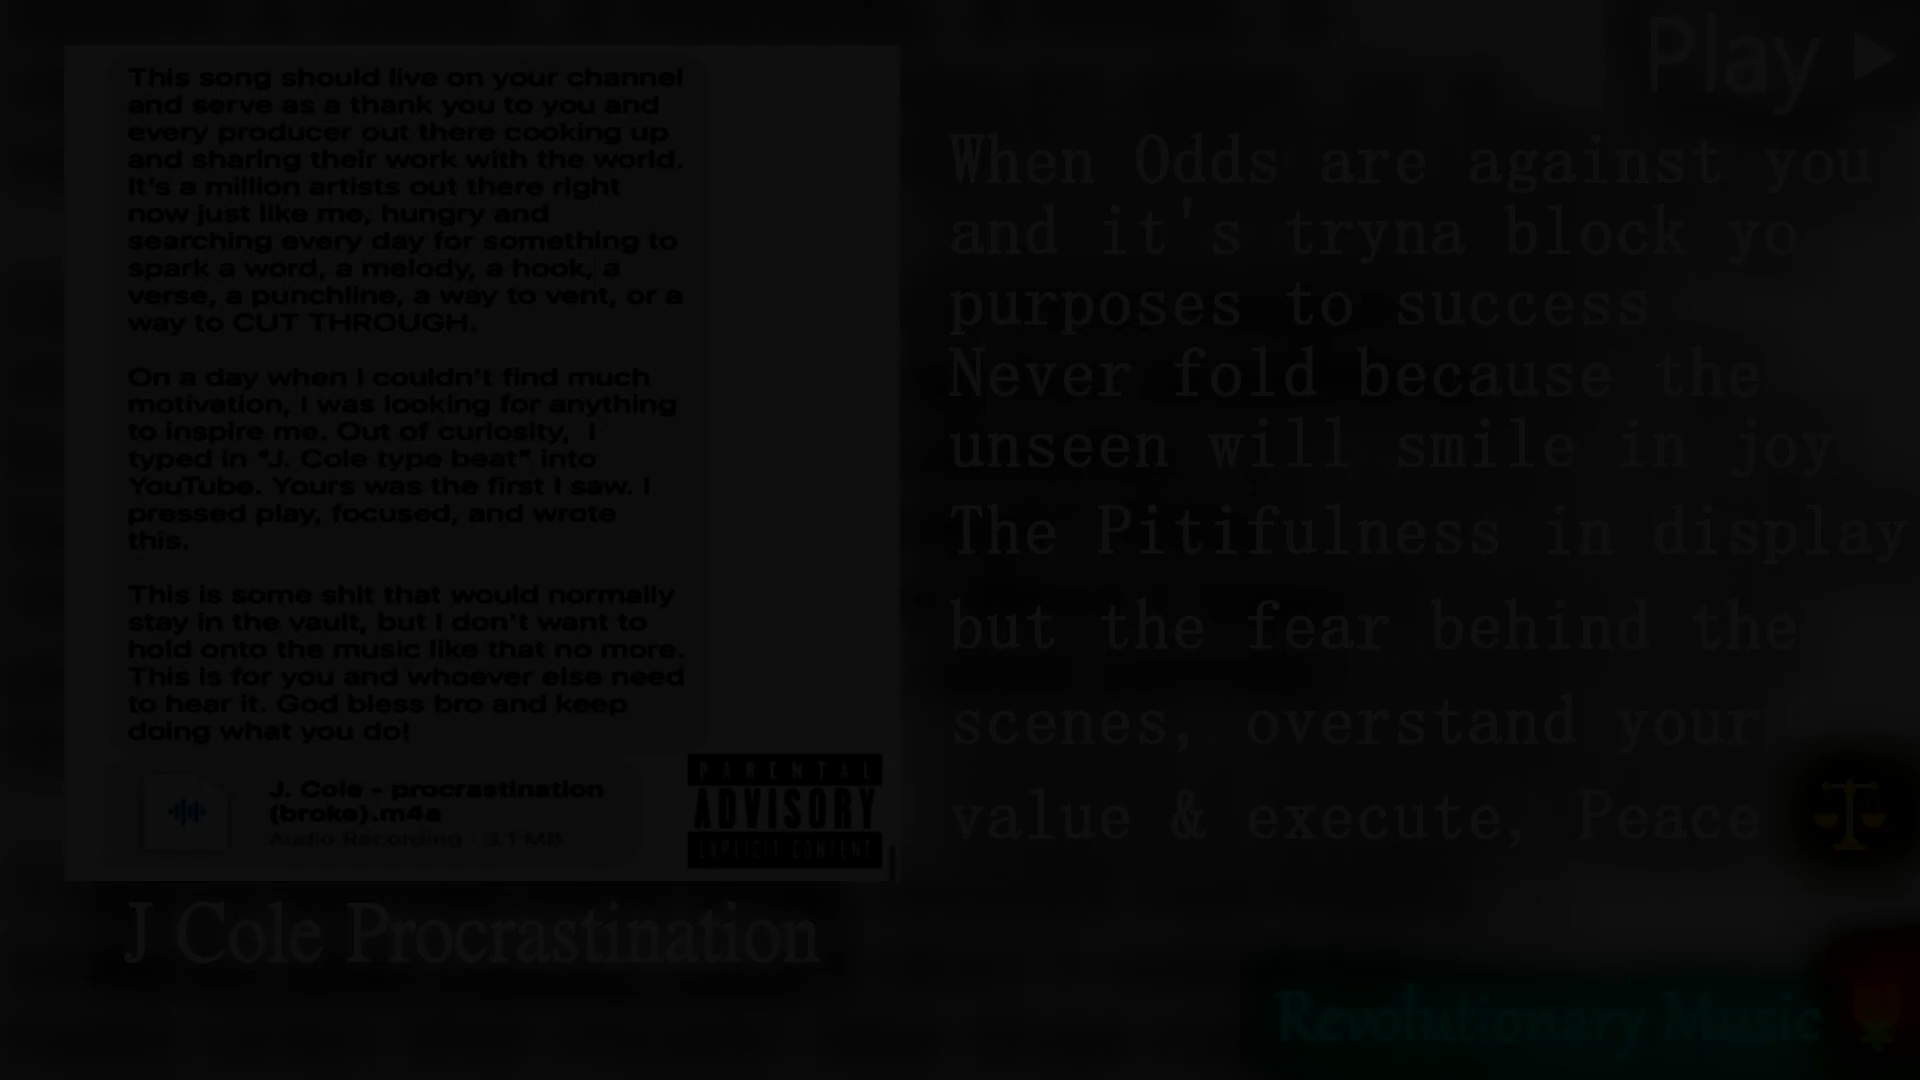 This song should live on your channel
and serve as a thank you to you and
every producer out there cooking up
and sharing their work with the world.
It's a million artists out there right
now just like me, hungry and
searching every day for something to
spark a word, a melody, a hook, a
verse, a punchline, a way to vent, or a
way to CUT THROUGH.
On a day when I couldn't find much
motivation, I was looking for anything
to inspire me. Out of curiosity,  I
typed in "J. Cole type beat" into
YouTube. Yours was the first I saw. I
pressed play, focused, and wrote
this.
This is some shit that would normally
stay in the vault, but I don't want to
hold onto the music like that no more.
This is for you and whoever else need
to hear it. God bless bro and keep
doing what you do!
J. Cole - procrastination
(broke).m4a
Audio Recording · 3.1 MB
PARENTAL
ADVISORY
EXPLICIT CONTENT
J Cole Procrastination
Play
When Odds are against you
and it's tryna block yo
purposes to success
Never fold because the
unseen will smile in joy
The Pitifulness in display
but the fear behind the
scenes, overstand your
value & execute, Peace
Revolutionary Music